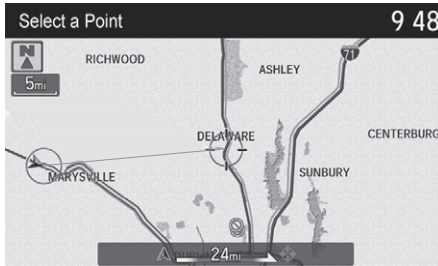 Select a Point 9 48
N
RICHWOOD
71
ASHLEY
5mi
DELAWARE
CENTERBURG
MARYSVILLE
SUNBURY
24mi